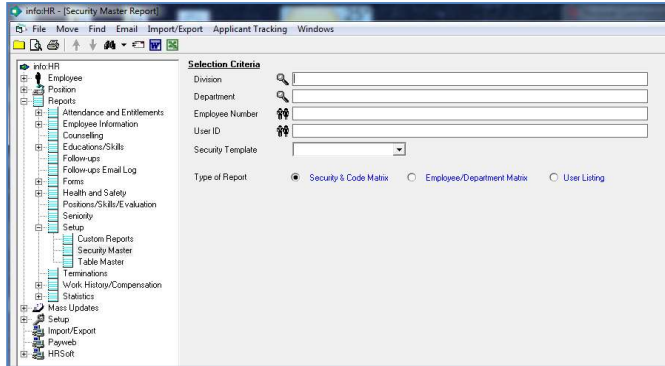 info:HR - [Security Master Report]
File Move Find Email Import/Export Applicant Tracking Windows
info:HR
Employee
Position
Reports
Attendance and Entitlements
Employee Information
Counselling
Educations/Skills
Follow-ups
Follow-ups Email Log
Forms
Health and Safety
Positions/Skills/Evaluation
Seniority
Setup
Custom Reports
Security Master
Table Master
Terminations
Work History/Compensation
Statistics
Mass Updates
Setup
Import/Export
Payweb
HRSoft
Selection Criteria
Division
Department
Employee Number
User ID
Security Template
Type of Report Security & Code Matrix Employee/Department Matrix User Listing